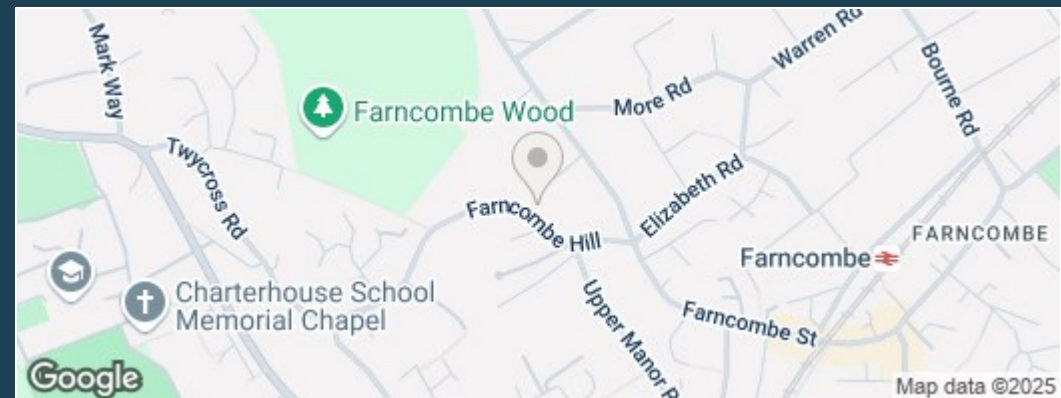 Mark Way
Twycross Rd
Farncombe Wood
More Rd
Warren Rd
Bourne Rd
Elizabeth Rd
Farncombe Hill
FARNCOMBE
Farncombe
Charterhouse School
Memorial Chapel
Upper Manor R
Farncombe St
Google
Map data ©2025